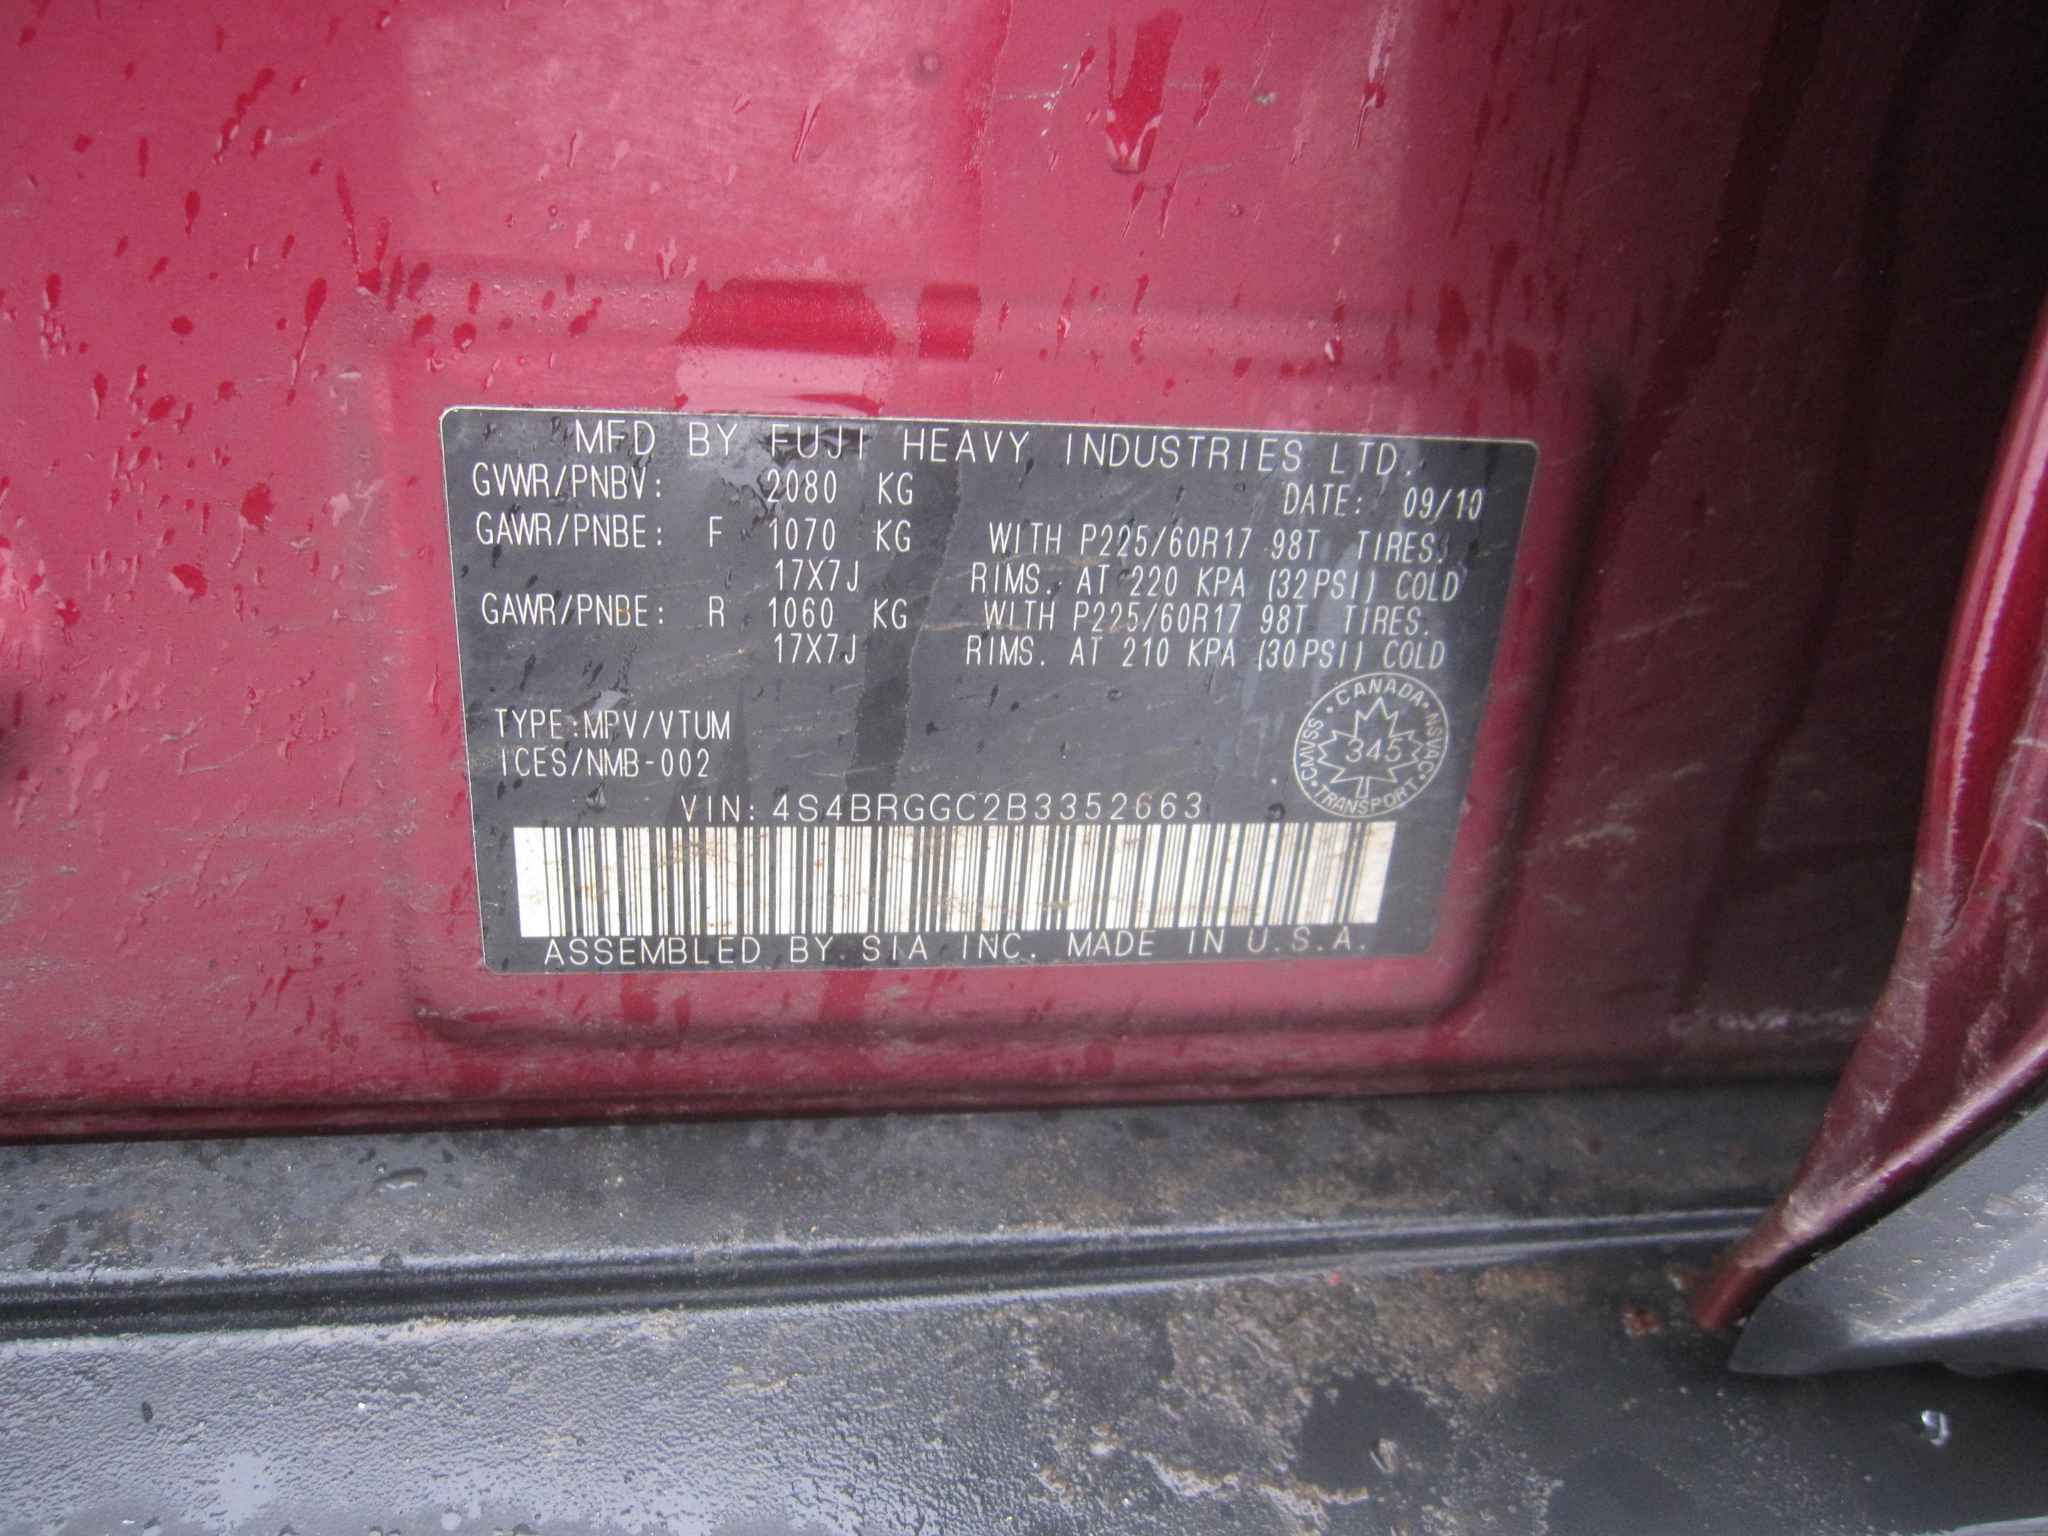 MFD BY FUJI HEAVY INDUSTRIES LTD.
GVWR/PNBV: 2080 KG DATE: 09/10
GAWR/PNBE: F 1070 KG WITH P225/60R17 98T TIRES.
17X7J RIMS. AT 220 KPA (32PSI) COLD
GAWR/PNBE: R 1060 KG WITH P225/60R17 98T TIRES.
17X7J RIMS. AT 210 KPA (30PSI) COLD
TYPE:MPV/VTUM
ICES/NMB-002
CANADA · NSVAC · TRANSPORT · CMVSS ·
345
VIN: 4S4BRGGC2B3352663
ASSEMBLED BY SIA INC. MADE IN U.S.A.